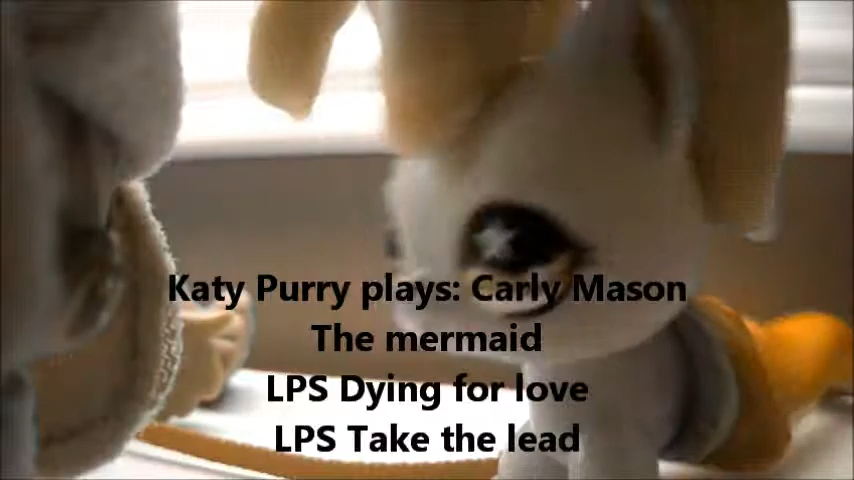 Katy Purry plays: Carly Mason
The mermaid
LPS Dying for love
LPS Take the lead